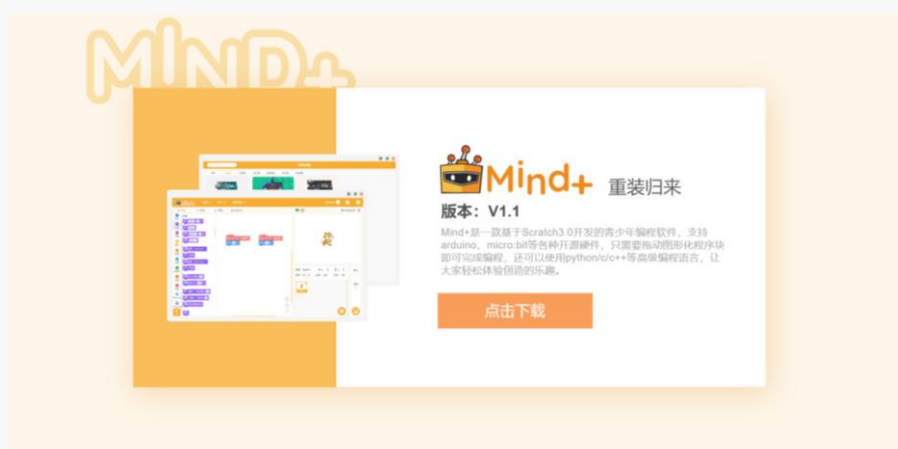 MIND+
Mind+ 重装归来
版本：V1.1
Mind+是一款基于Scratch3.0开发的青少年编程软件，支持
arduino、micro:bit等各种开源硬件，只需要拖动图形化程序块
即可完成编程，还可以使用python/c/c++等高级编程语言，让
大家轻松体验创造的乐趣。
点击下载